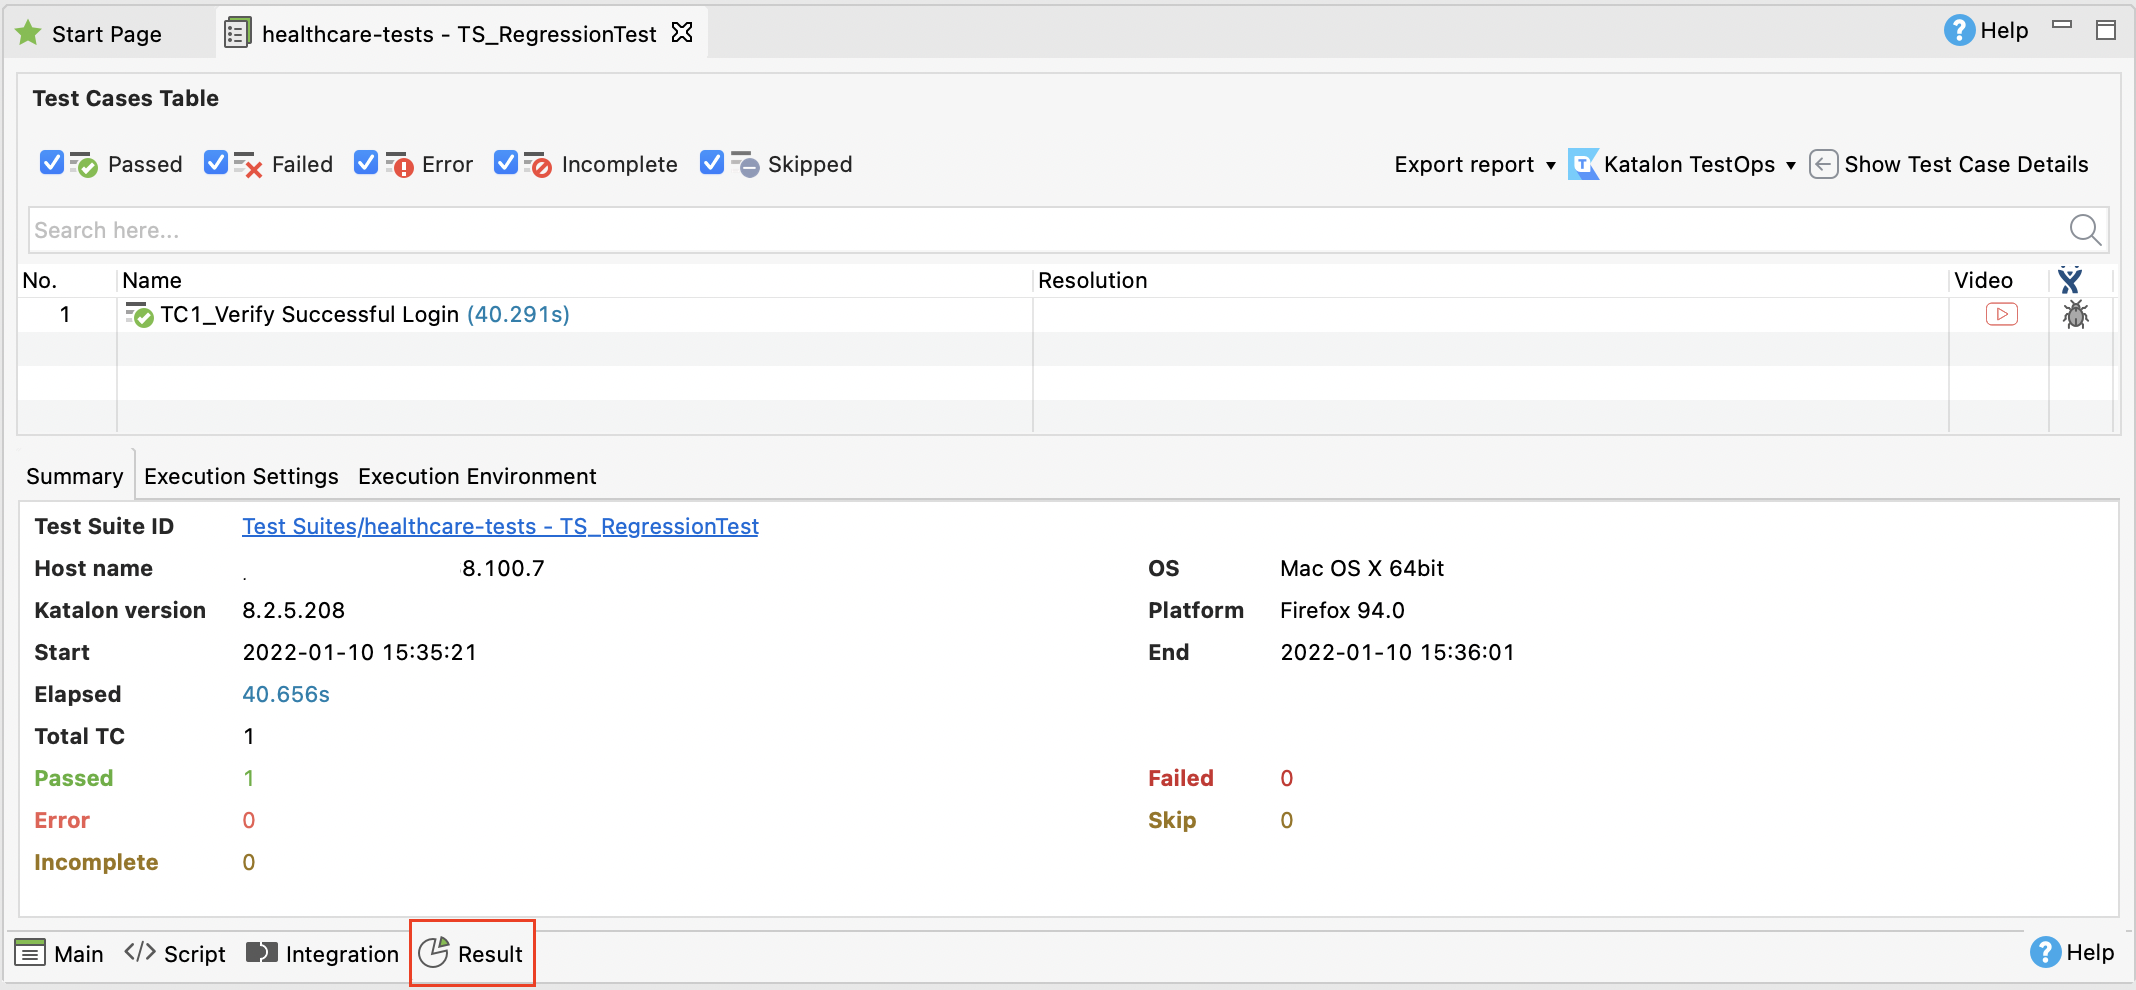 Start Page healthcare-tests - TS_RegressionTest Help
Test Cases Table
Passed Failed Error Incomplete Skipped Export report Katalon TestOps Show Test Case Details
Search here...
No. Name Resolution Video
1 TC1_Verify Successful Login (40.291s)
Summary Execution Settings Execution Environment
Test Suite ID Test Suites/healthcare-tests - TS_RegressionTest
Host name 8.100.7 OS Mac OS X 64bit
Katalon version 8.2.5.208 Platform Firefox 94.0
Start 2022-01-10 15:35:21 End 2022-01-10 15:36:01
Elapsed 40.656s
Total TC 1
Passed 1 Failed 0
Error 0 Skip 0
Incomplete 0
Main </> Script Integration Result Help